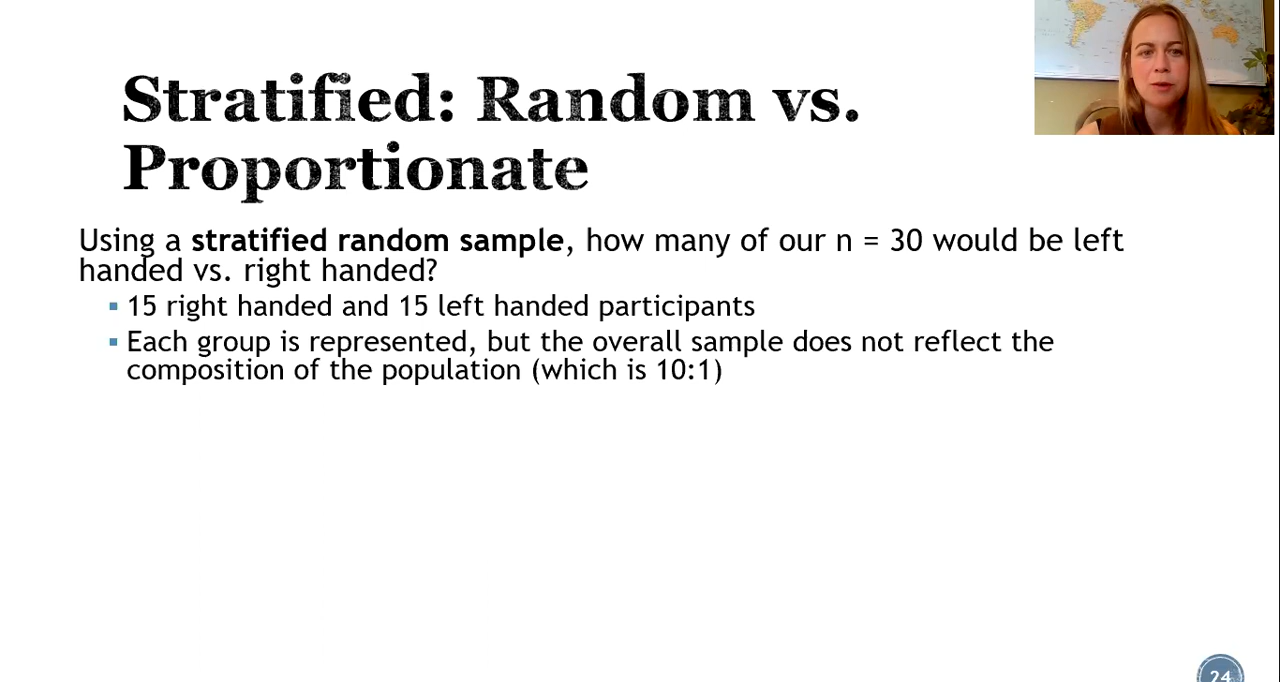 Stratified: Random vs.
Proportionate
Using a stratified random sample, how many of our n = 30 would be left
handed vs. right handed?
▪ 15 right handed and 15 left handed participants
▪ Each group is represented, but the overall sample does not reflect the
composition of the population (which is 10:1)
24